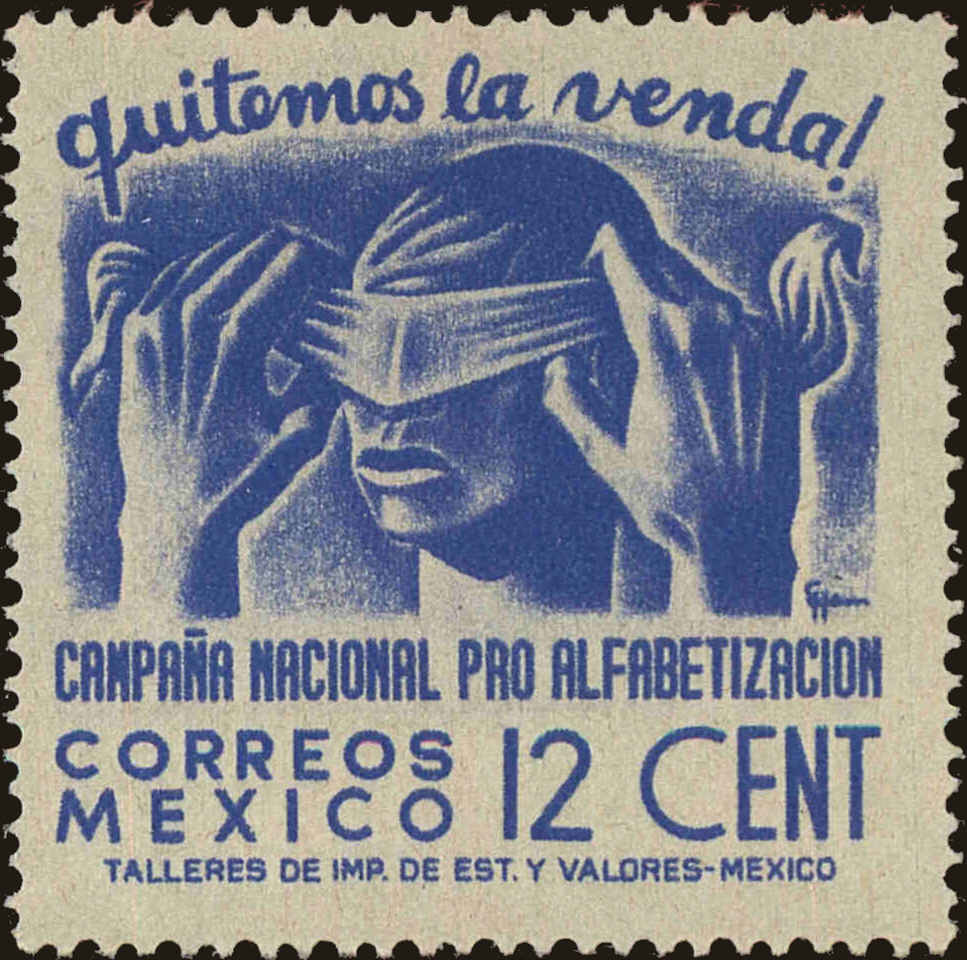 quitemos la venda!
CAMPAÑA NACIONAL PRO ALFABETIZACION
CORREOS MEXICO 12 CENT
TALLERES DE IMP. DE EST. Y VALORES-MEXICO